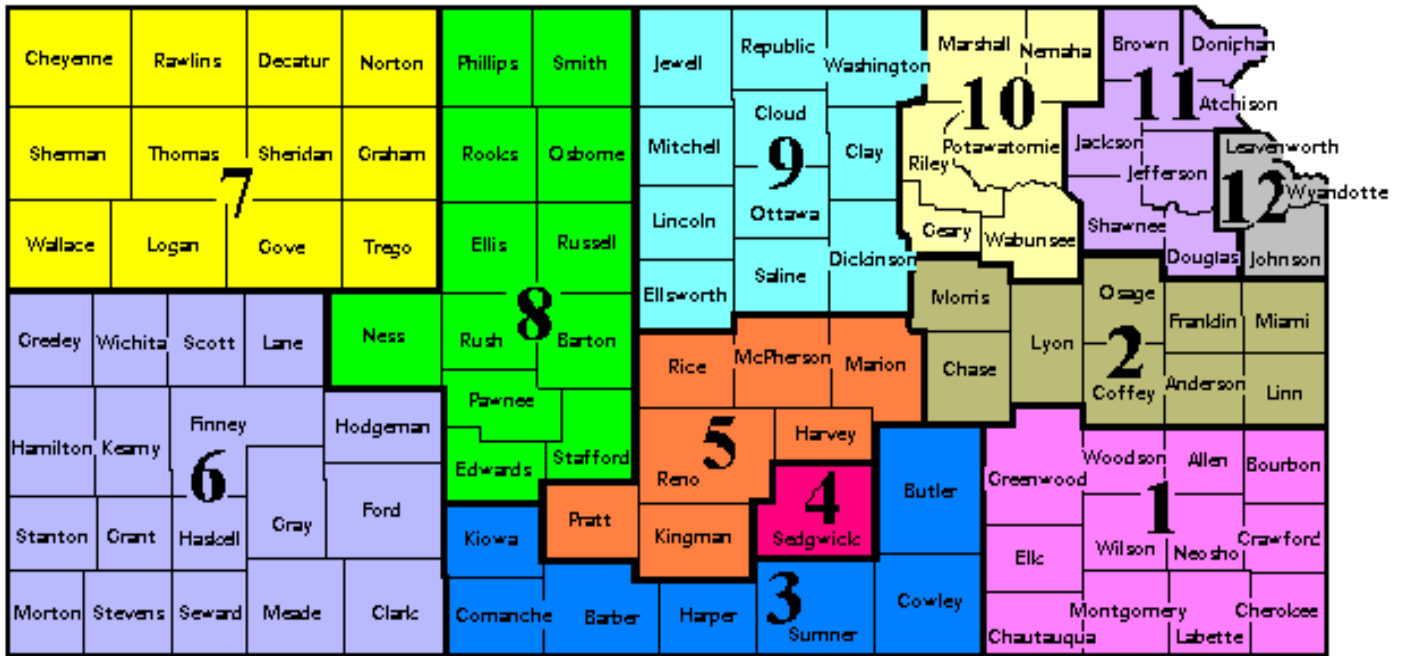 Cheyenne Rawlins Decatur Norton Phillips Smith Jewell Republic Washington Marshall Nemaha Brown Doniphan
10 11 Atchison
Sherman Thomas Sheridan Graham Rooks Osborne Mitchell Cloud Clay Riley Potawatomie Jackson Leavenworth
7 9 Jefferson 12 Wyandotte
Wallace Logan Gove Trego Ellis Russell Lincoln Ottawa Dickinson Geary Wabunsee Shawnee Douglas Johnson
Ellsworth Saline
Greeley Wichita Scott Lane Ness Rush 8 Barton Morris Osage Franklin Miami
Rice McPherson Marion Chase Lyon 2 Coffey Anderson Linn
Hamilton Kearny Finney Hodgeman Pawnee
6 Edwards Stafford Reno 5 Harvey
Butler Greenwood Woodson Allen Bourbon
Stanton Grant Haskell Gray Ford Kiowa Pratt Kingman 4 Sedgwick
Elk Wilson 1 Neosho Crawford
Morton Stevens Seward Meade Clark Comanche Barber Harper 3 Sumner Cowley
Chautauqua Montgomery Labette Cherokee